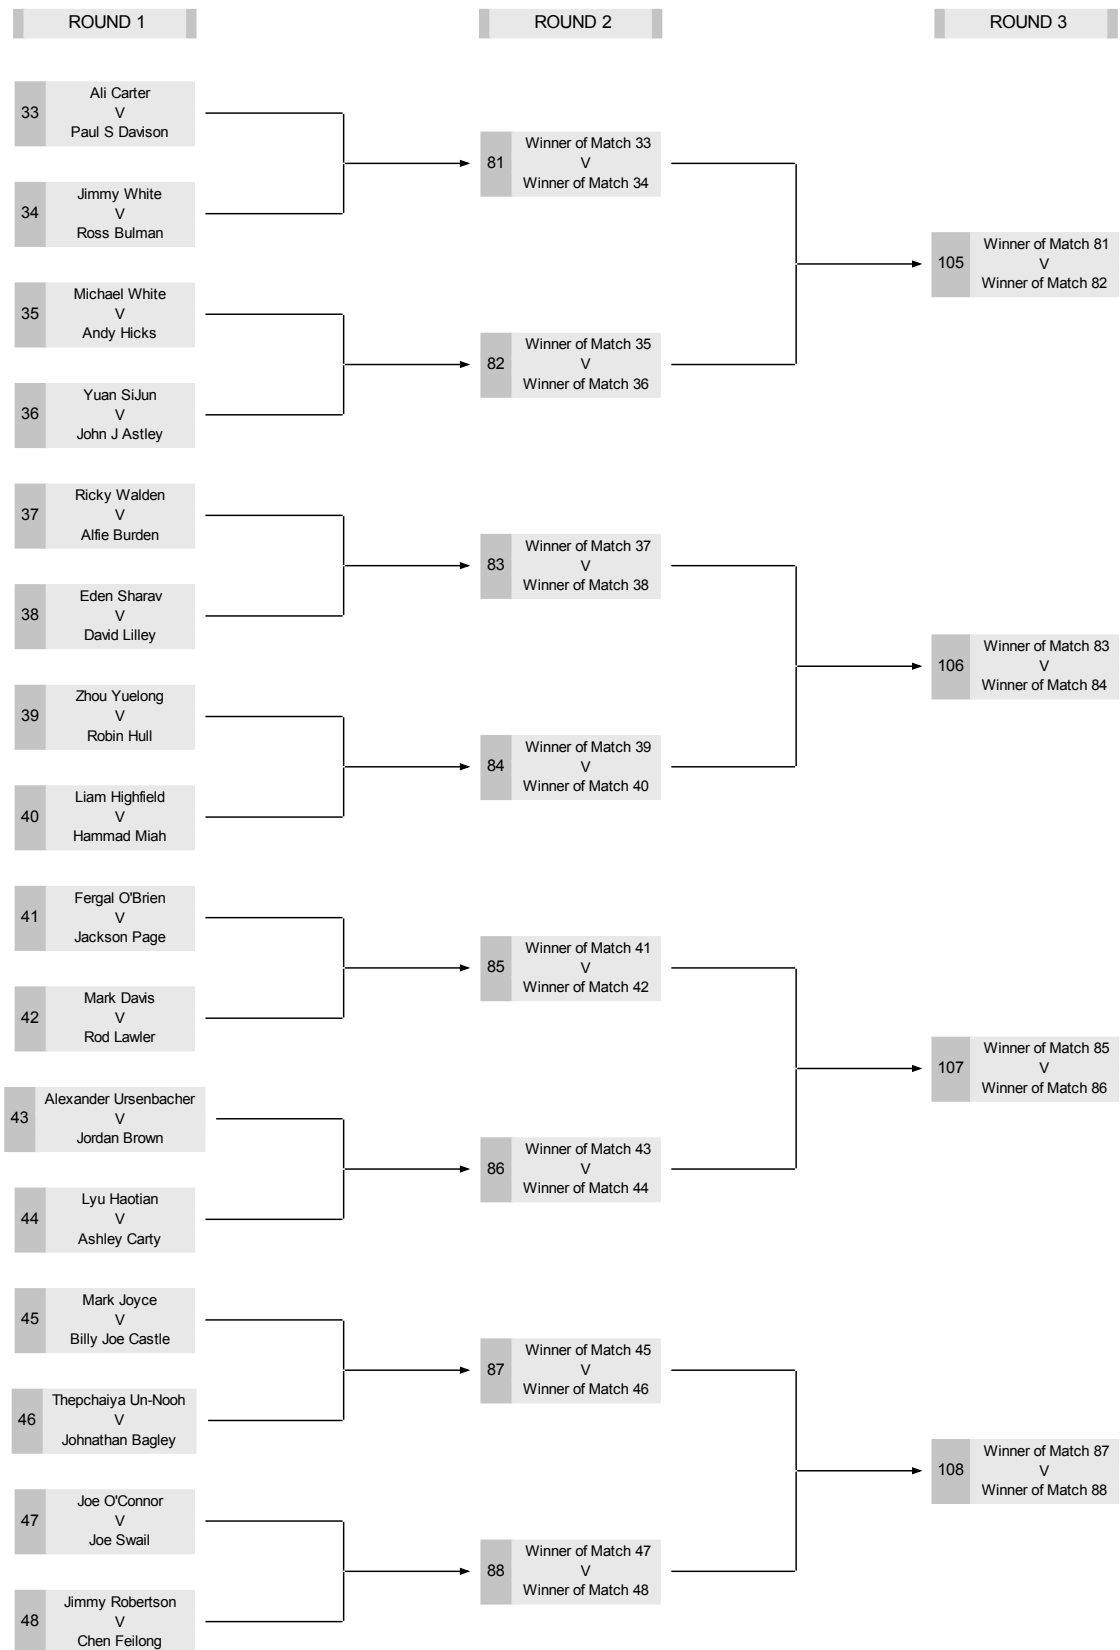 ROUND 1
ROUND 2
ROUND 3
33
Ali Carter
V
Paul S Davison
34
Jimmy White
V
Ross Bulman
35
Michael White
V
Andy Hicks
36
Yuan SiJun
V
John J Astley
37
Ricky Walden
V
Alfie Burden
38
Eden Sharav
V
David Lilley
39
Zhou Yuelong
V
Robin Hull
40
Liam Highfield
V
Hammad Miah
41
Fergal O'Brien
V
Jackson Page
42
Mark Davis
V
Rod Lawler
43
Alexander Ursenbacher
V
Jordan Brown
44
Lyu Haotian
V
Ashley Carty
45
Mark Joyce
V
Billy Joe Castle
46
Thepchaiya Un-Nooh
V
Johnathan Bagley
47
Joe O'Connor
V
Joe Swail
48
Jimmy Robertson
V
Chen Feilong
81
Winner of Match 33
V
Winner of Match 34
82
Winner of Match 35
V
Winner of Match 36
83
Winner of Match 37
V
Winner of Match 38
84
Winner of Match 39
V
Winner of Match 40
85
Winner of Match 41
V
Winner of Match 42
86
Winner of Match 43
V
Winner of Match 44
87
Winner of Match 45
V
Winner of Match 46
88
Winner of Match 47
V
Winner of Match 48
105
Winner of Match 81
V
Winner of Match 82
106
Winner of Match 83
V
Winner of Match 84
107
Winner of Match 85
V
Winner of Match 86
108
Winner of Match 87
V
Winner of Match 88